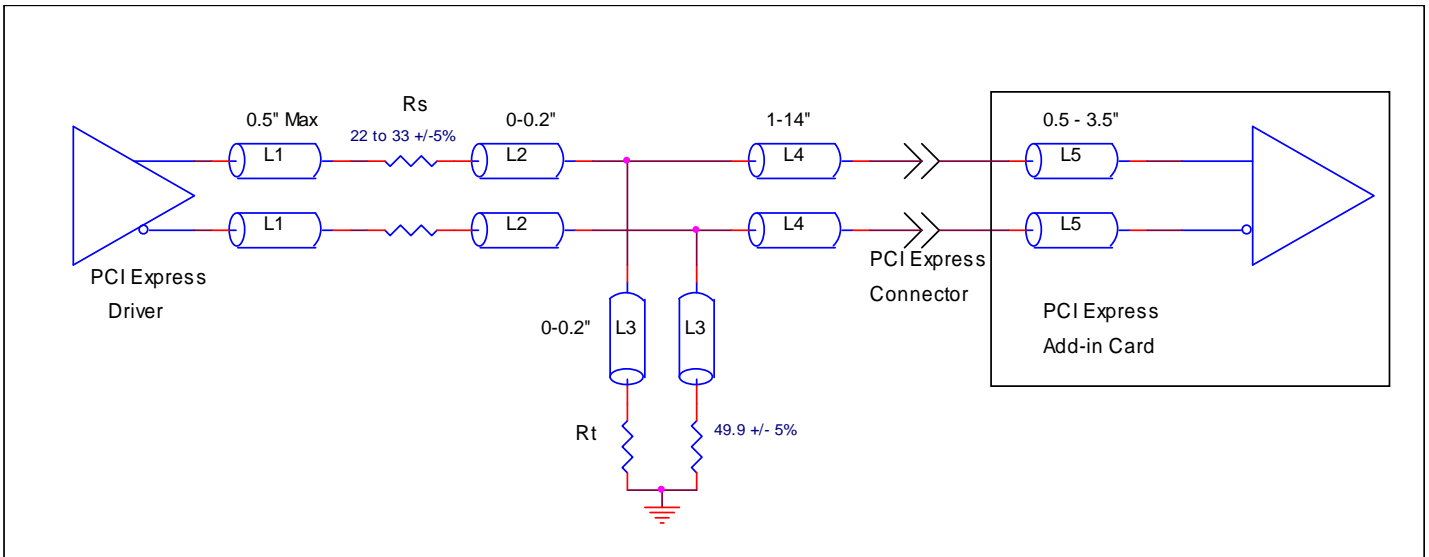 Rs
0.5" Max
22 to 33 +/-5%
0-0.2"
1-14"
0.5 - 3.5"
L1
L2
L4
L5
L1
L2
L4
L5
PCI Express
Driver
PCI Express
Connector
0-0.2"
L3
L3
PCI Express
Add-in Card
Rt
49.9 +/- 5%